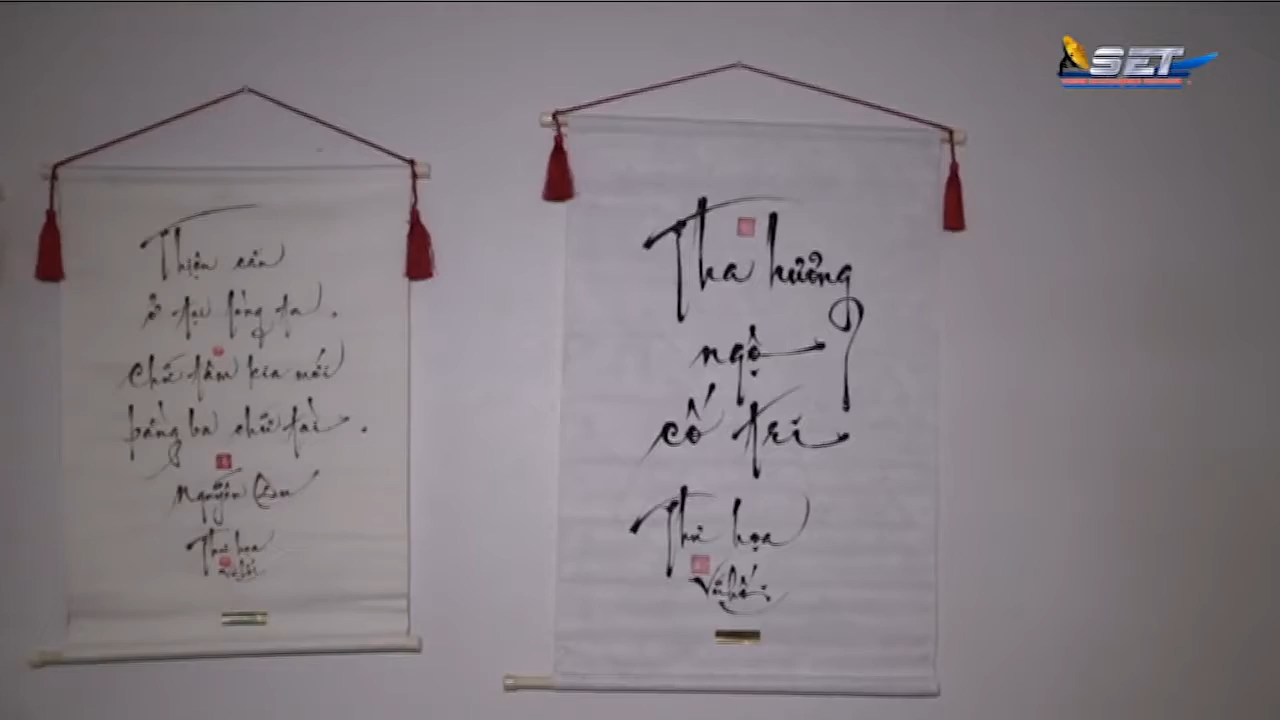 Thiện căn
ở tại lòng ta .
Chữ tâm kia mới
bằng ba chữ tài .
Nguyễn Du
Thư họa
Tha hương
ngộ
cố tri
Thư họa
SET